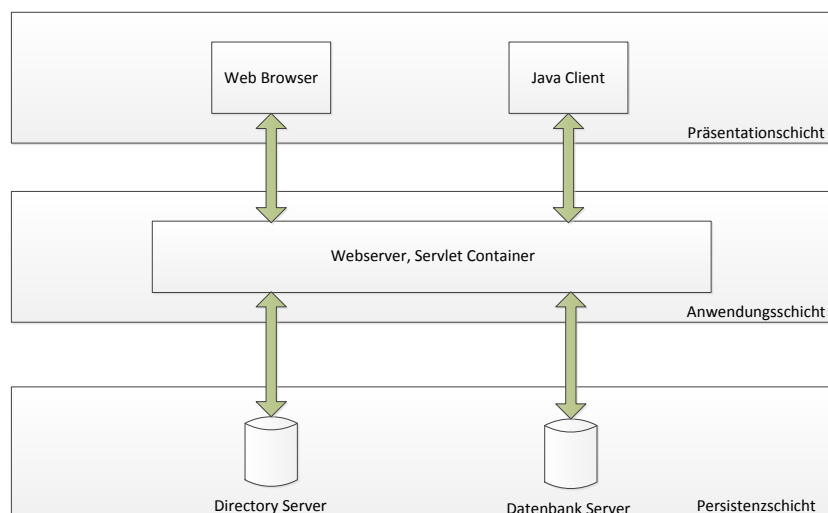 Web Browser
Java Client
Präsentationschicht
Webserver, Servlet Container
Anwendungsschicht
Directory Server
Datenbank Server
Persistenzschicht